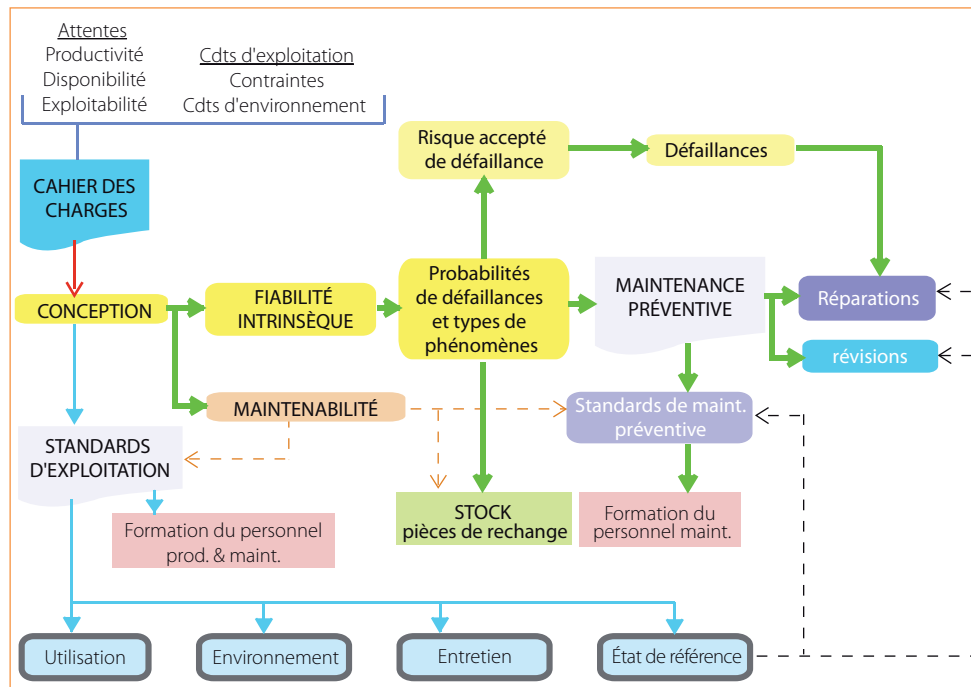 Attentes
Productivité
Disponibilité
Exploitabilité
Cdts d'exploitation
Contraintes
Cdts d'environnement
CAHIER DES
CHARGES
Risque accepté
de défaillance
Défaillances
CONCEPTION
FIABILITÉ
INTRINSÈQUE
Probabilités
de défaillances
et types de
phénomènes
MAINTENANCE
PRÉVENTIVE
Réparations
révisions
MAINTENABILITÉ
Standards de maint.
préventive
STANDARDS
D'EXPLOITATION
Formation du personnel
prod. & maint.
STOCK
pièces de rechange
Formation du
personnel maint.
Utilisation
Environnement
Entretien
État de référence